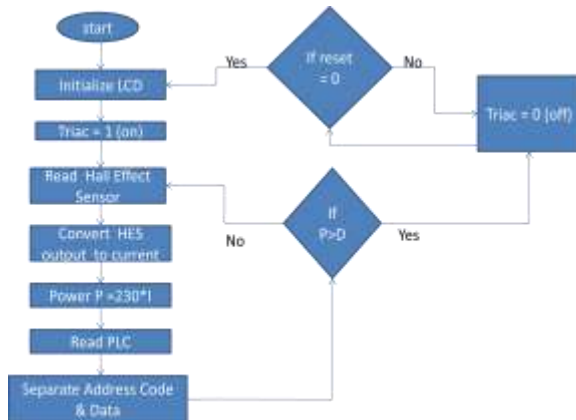 start
Initialize LCD
Triac = 1 (on)
Read Hall Effect
Sensor
Convert HES
output to current
Power P =230*I
Read PLC
Separate Address Code
& Data
If
P>D
No
Yes
Triac = 0 (off)
If reset
= 0
Yes
No